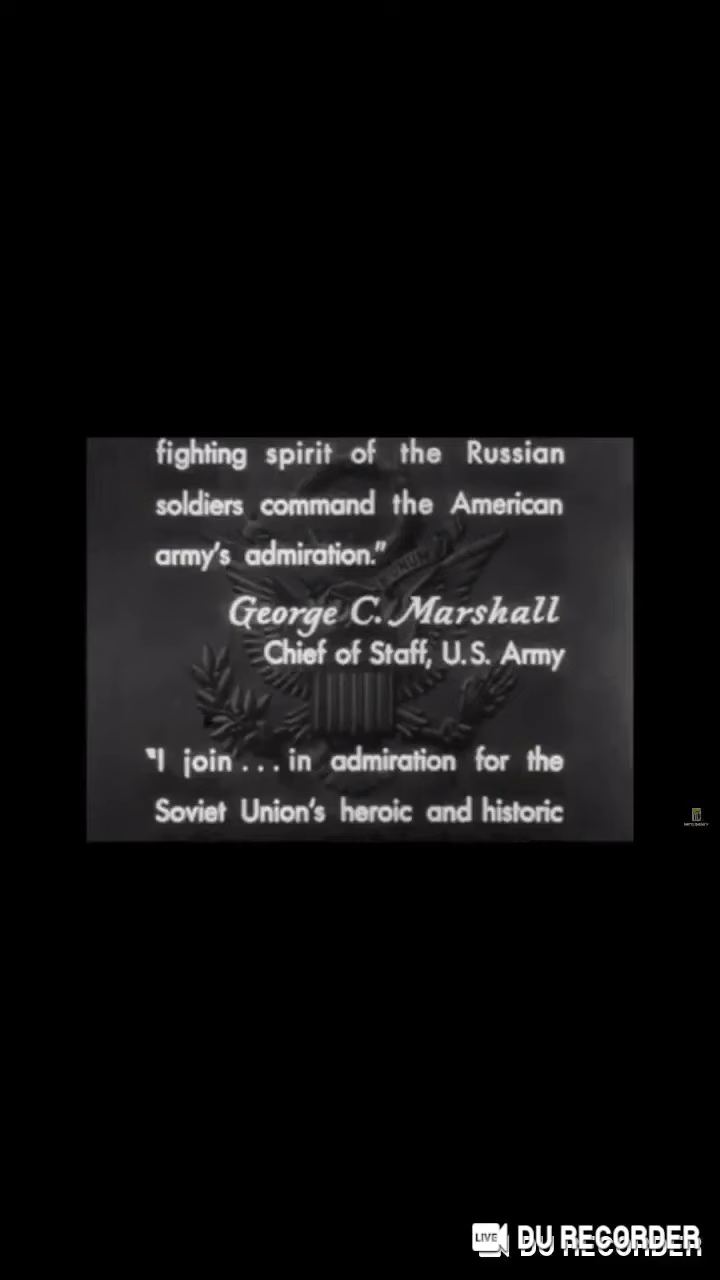 fighting spirit of the Russian
soldiers command the American
army's admiration."
George C. Marshall
Chief of Staff, U.S. Army
"I join... in admiration for the
Soviet Union's heroic and historic
LIVE DU RECORDER